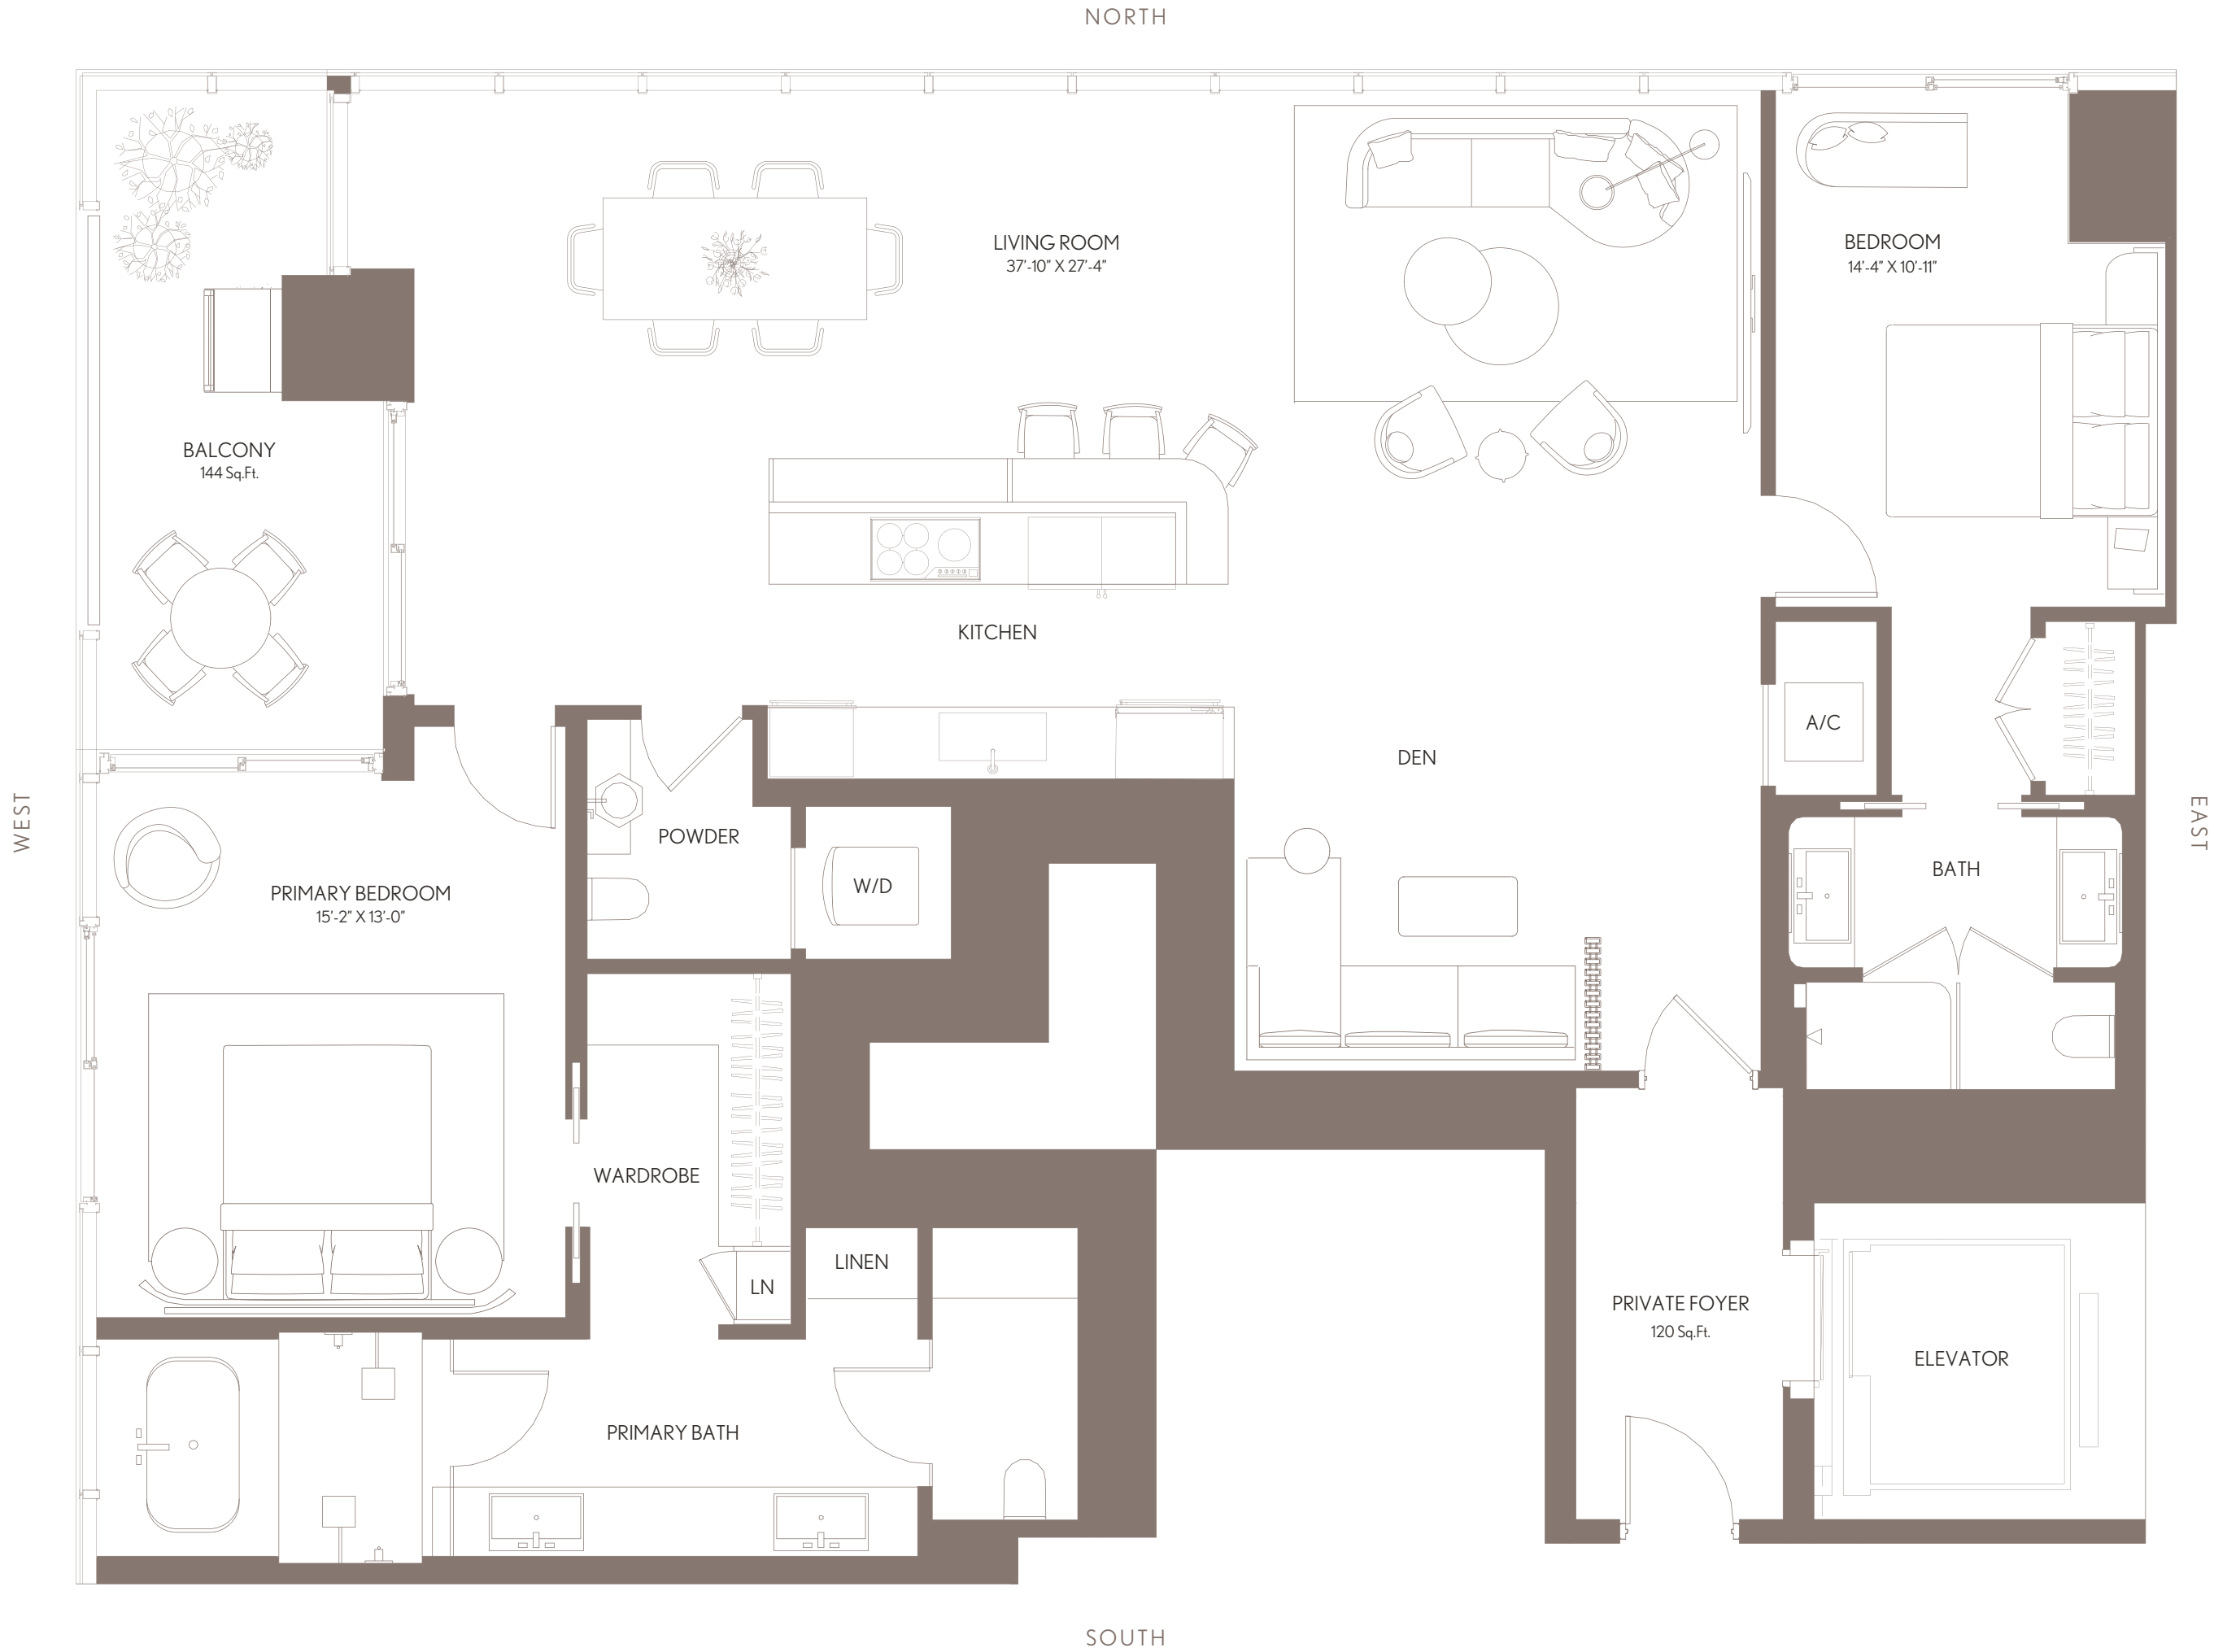 NORTH
LIVING ROOM
37'-10" X 27'-4"
BEDROOM
14'-4" X 10'-11"
BALCONY
144 Sq.Ft.
KITCHEN
A/C
DEN
WEST
EAST
POWDER
BATH
W/D
PRIMARY BEDROOM
15'-2" X 13'-0"
WARDROBE
LINEN
LN
PRIVATE FOYER
120 Sq.Ft.
ELEVATOR
PRIMARY BATH
SOUTH